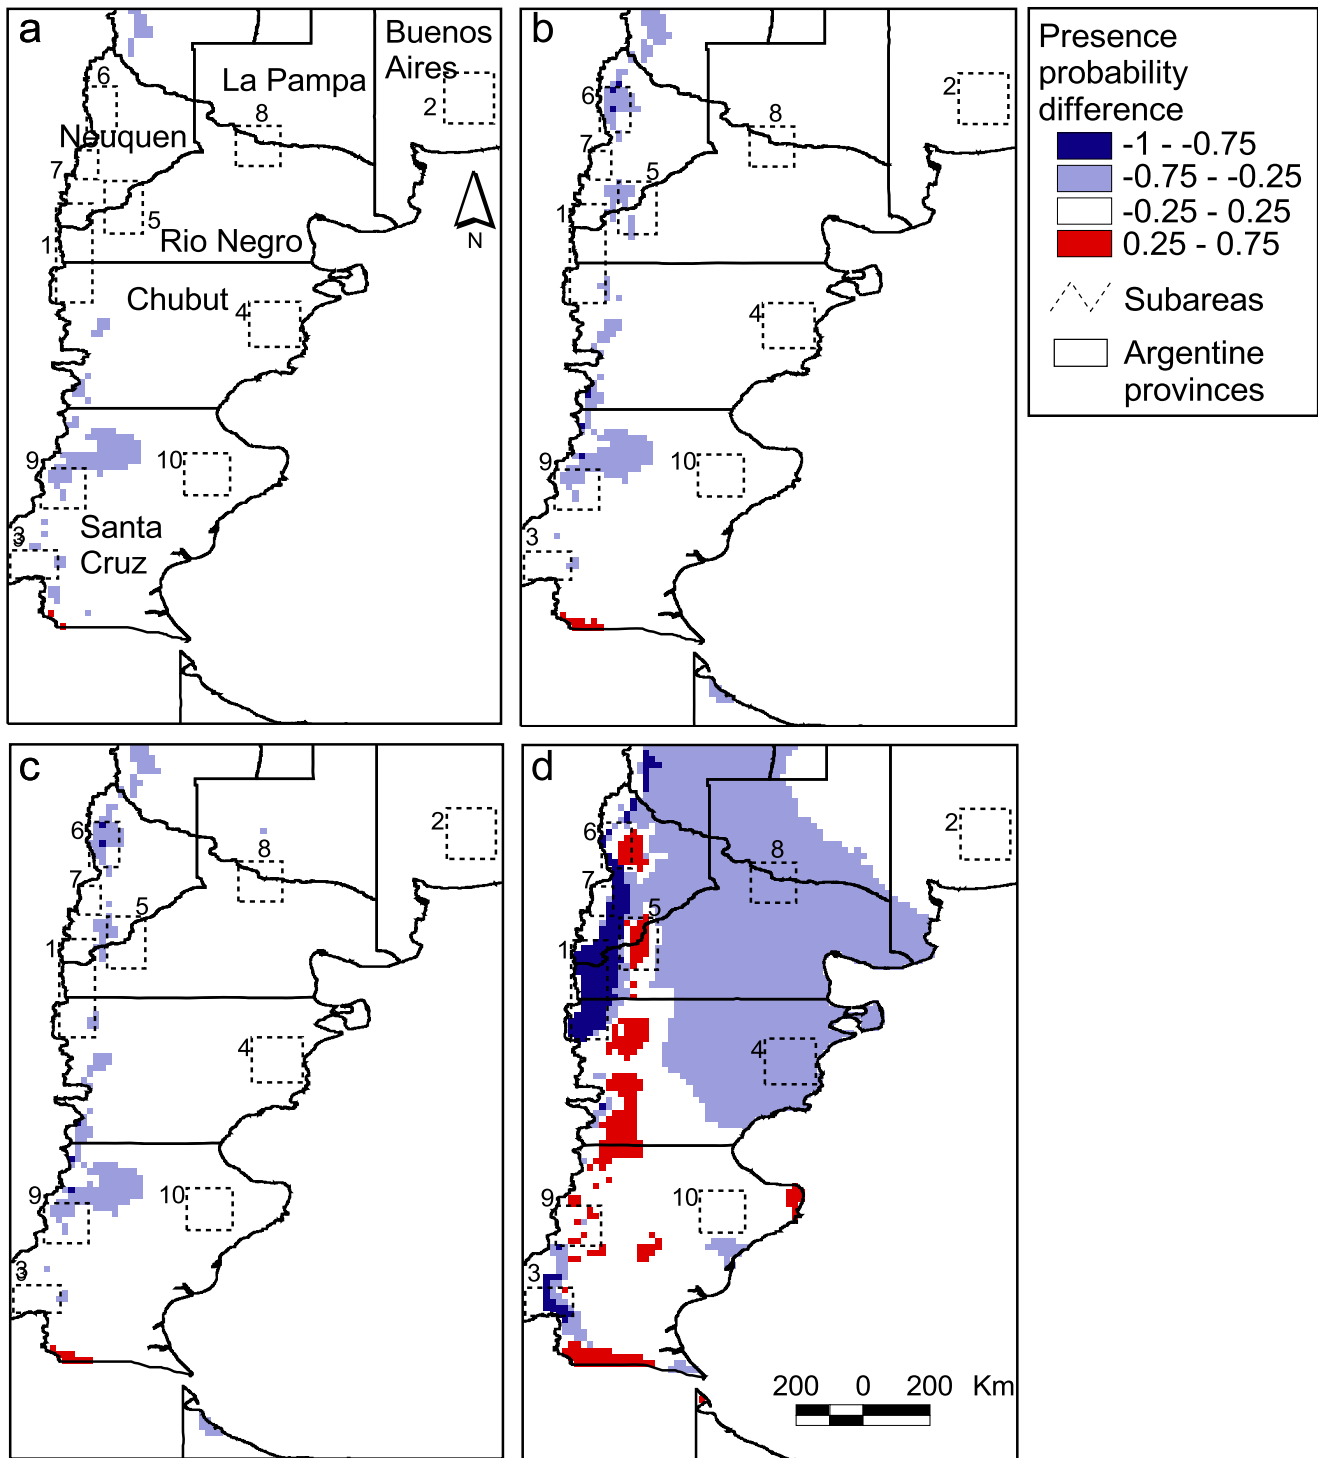 a
Buenos
Aires
La Pampa
6
2
8
Neuquen
7
5
N
1
Rio Negro
Chubut
4
9
10
Santa
Cruz
3
b
2
6
8
7
5
1
4
9
10
3
Presence
probability
difference
-1 - -0.75
-0.75 - -0.25
-0.25 - 0.25
0.25 - 0.75
Subareas
Argentine
provinces
c
2
6
8
7
5
1
4
9
10
3
d
2
6
8
7
5
1
4
9
10
3
200 0 200 Km